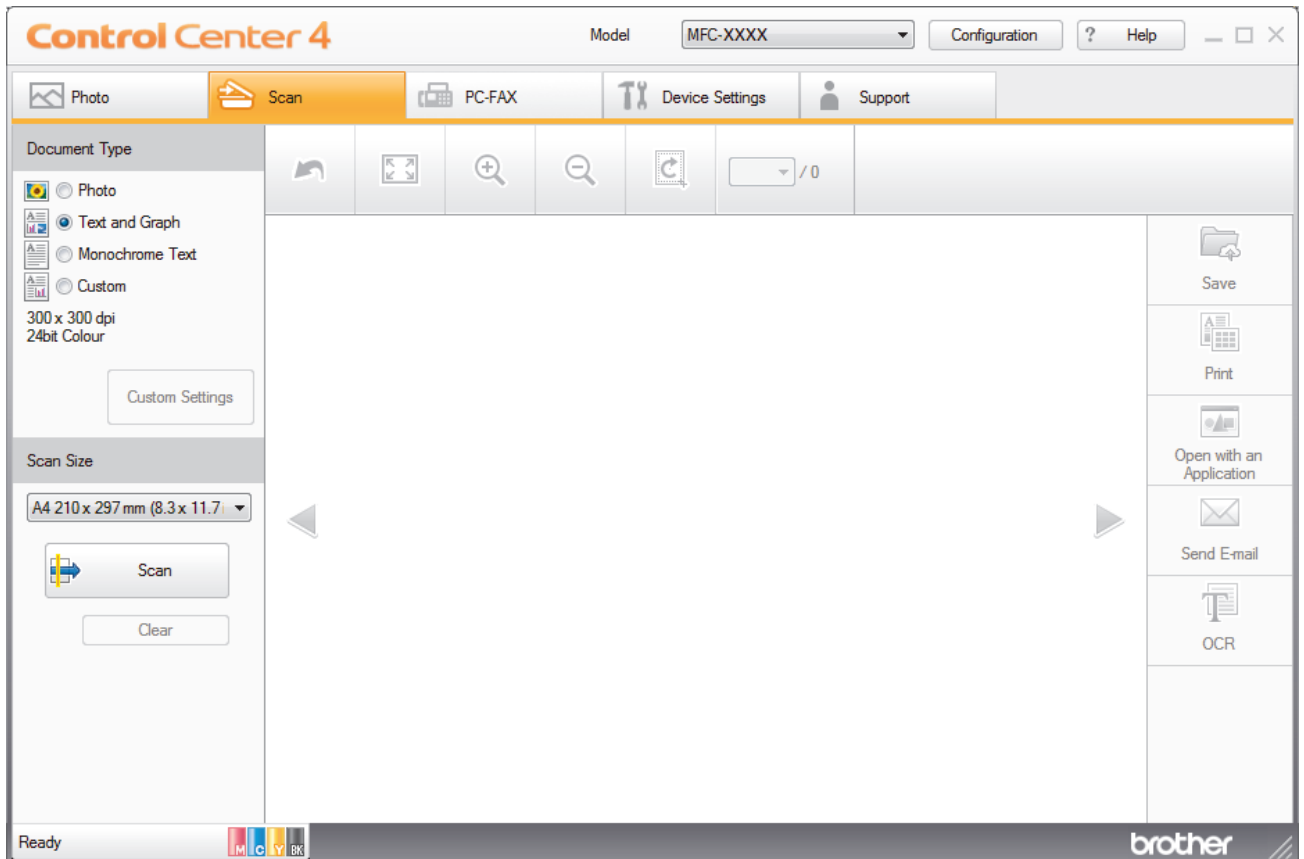 Control Center 4
Model MFC-XXXX Configuration ? Help
Photo Scan PC-FAX Device Settings Support
Document Type
/ 0
Photo
Text and Graph
Monochrome Text
Custom
300 x 300 dpi
24bit Colour
Custom Settings
Scan Size
A4 210 x 297 mm (8.3 x 11.7
Scan
Clear
Save
Print
Open with an
Application
Send E-mail
OCR
Ready M C Y BK brother